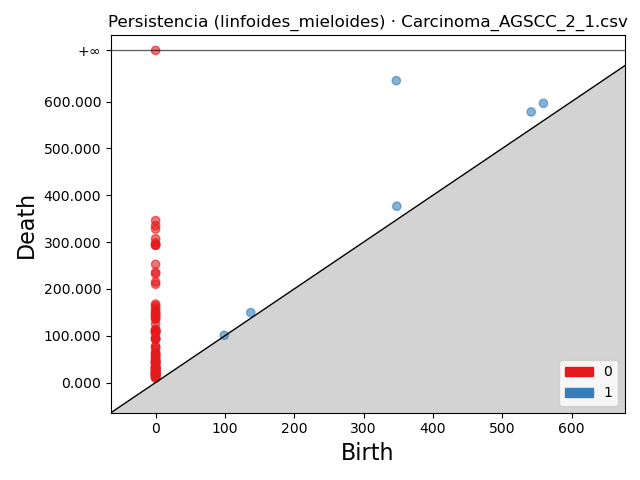 Persistencia (linfoides_mieloides) · Carcinoma_AGSCC_2_1.csv
+∞
600.000
500.000
400.000
300.000
200.000
100.000
0.000
Death
0
1
0 100 200 300 400 500 600
Birth